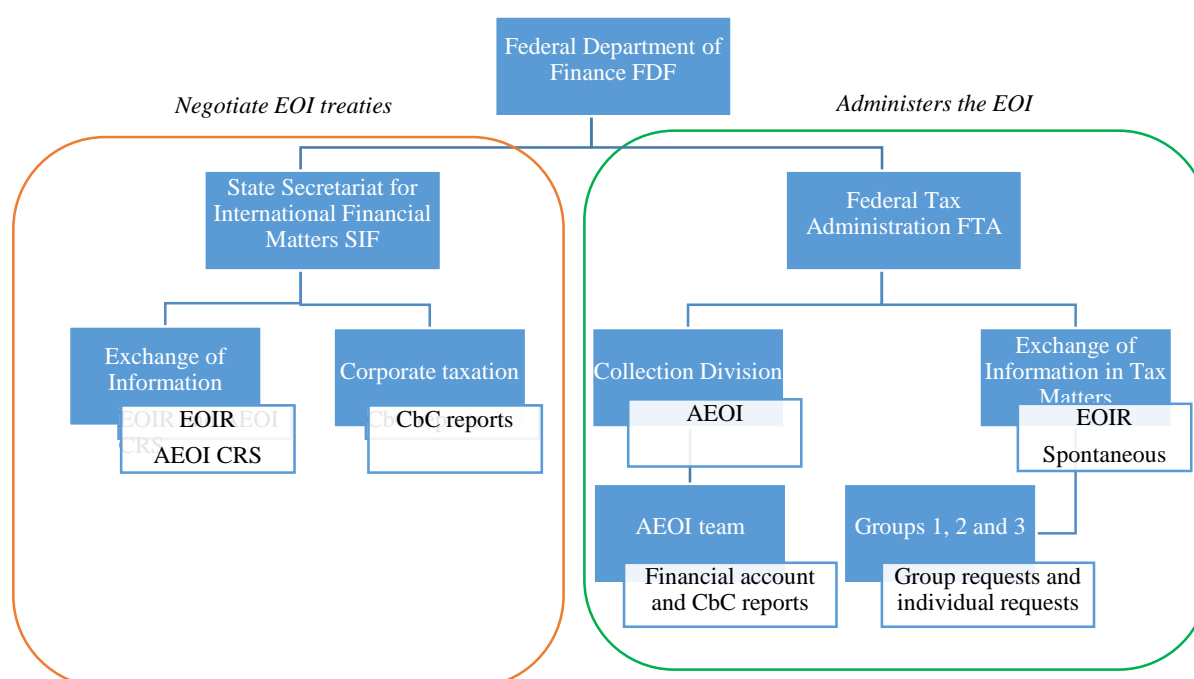 Federal Department of
Finance FDF
Negotiate EOI treaties
Administers the EOI
State Secretariat for
International Financial
Matters SIF
Federal Tax
Administration FTA
Exchange of
Information
EOIR
AEOI CRS
Corporate taxation
CbC reports
Collection Division
AEOI
Exchange of
Information in Tax
Matters
EOIR
Spontaneous
AEOI team
Financial account
and CbC reports
Groups 1, 2 and 3
Group requests and
individual requests